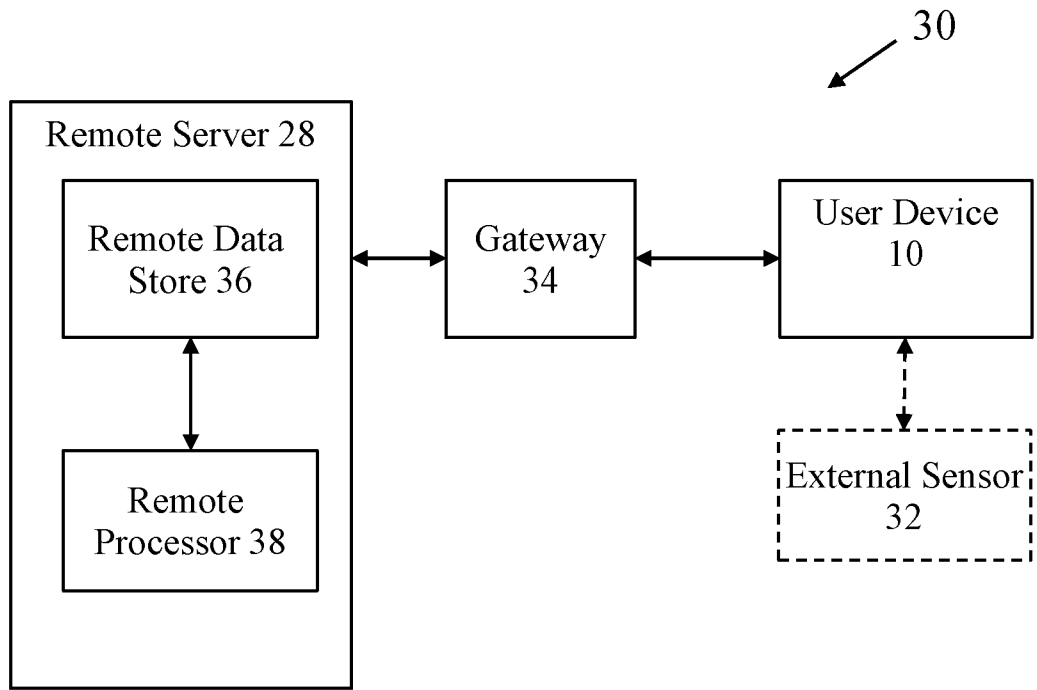 30
Remote Server 28
Remote Data
Store 36
Remote
Processor 38
Gateway
34
User Device
10
External Sensor
32